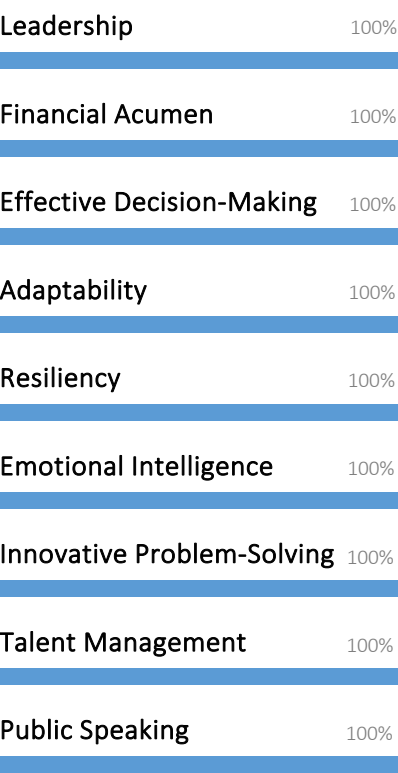 Leadership 100%
Financial Acumen 100%
Effective Decision-Making 100%
Adaptability 100%
Resiliency 100%
Emotional Intelligence 100%
Innovative Problem-Solving 100%
Talent Management 100%
Public Speaking 100%